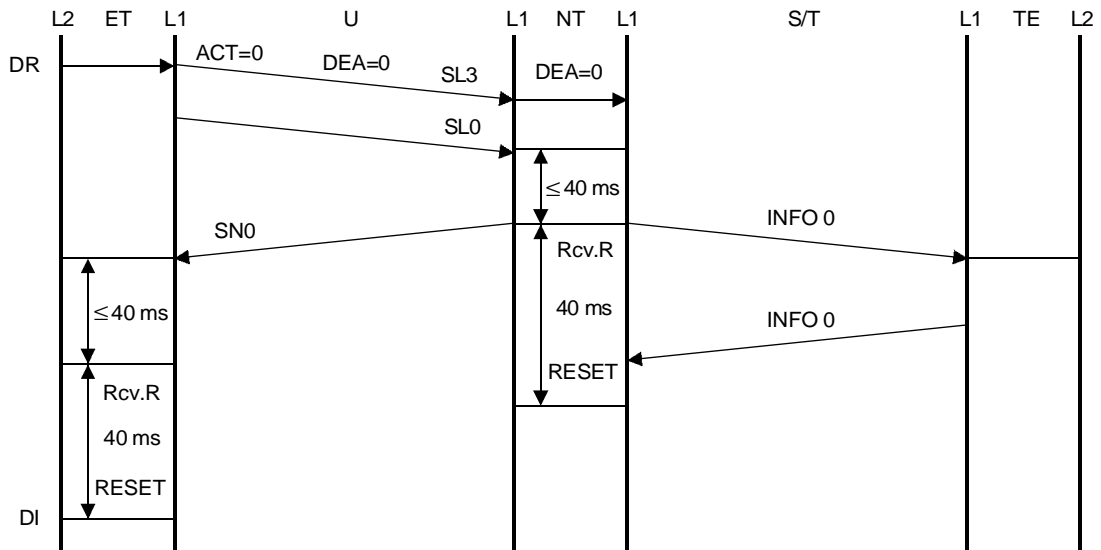 L2 ET L1 U L1 NT L1 S/T L1 TE L2
DR
ACT=0
DEA=0
SL3
DEA=0
SL0
≤40 ms
SN0
INFO 0
Rcv.R
40 ms
RESET
≤40 ms
INFO 0
Rcv.R
40 ms
RESET
DI